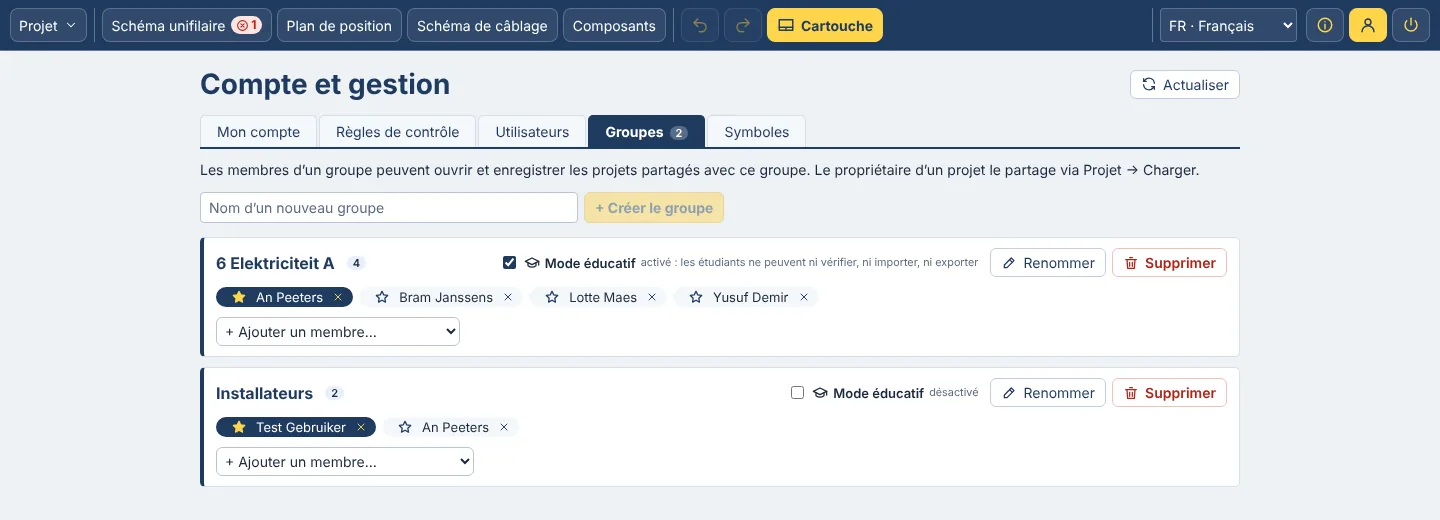 Projet
Schéma unifilaire 1
Plan de position
Schéma de câblage
Composants
Cartouche
FR · Français
Compte et gestion
Actualiser
Mon compte
Règles de contrôle
Utilisateurs
Groupes 2
Symboles
Les membres d’un groupe peuvent ouvrir et enregistrer les projets partagés avec ce groupe. Le propriétaire d’un projet le partage via Projet → Charger.
Nom d’un nouveau groupe
+ Créer le groupe
6 Elektriciteit A 4
Mode éducatif activé : les étudiants ne peuvent ni vérifier, ni importer, ni exporter
Renommer
Supprimer
An Peeters ×
Bram Janssens ×
Lotte Maes ×
Yusuf Demir ×
+ Ajouter un membre...
Installateurs 2
Mode éducatif désactivé
Renommer
Supprimer
Test Gebruiker ×
An Peeters ×
+ Ajouter un membre...